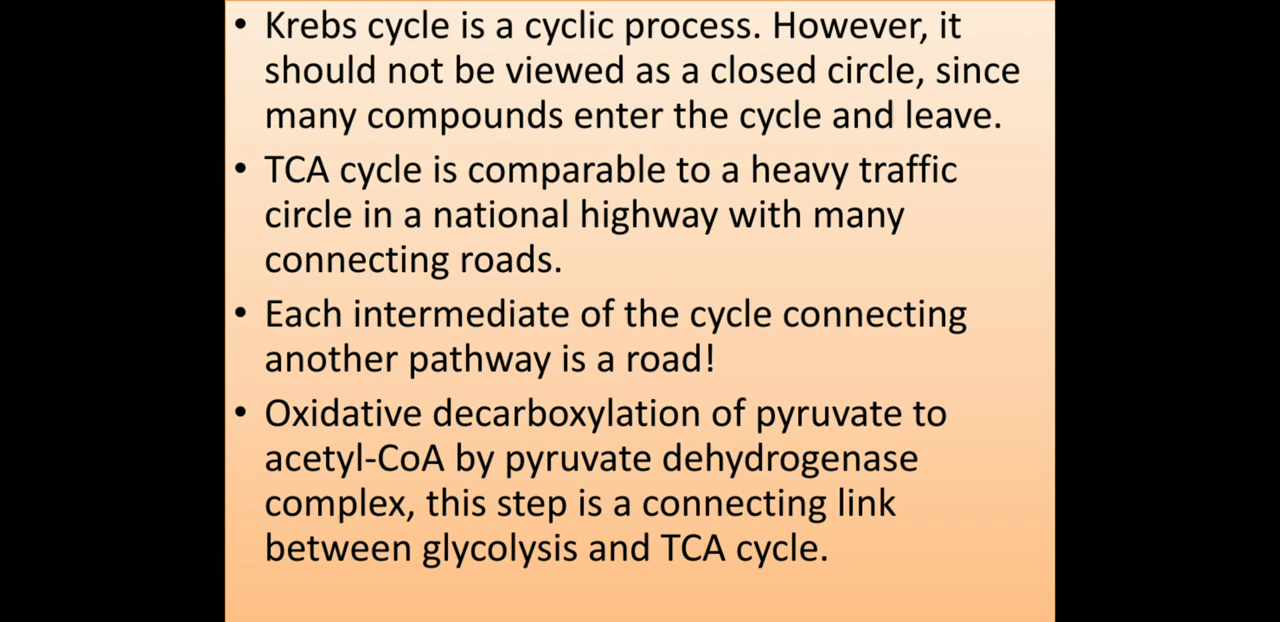 • Krebs cycle is a cyclic process. However, it
should not be viewed as a closed circle, since
many compounds enter the cycle and leave.
• TCA cycle is comparable to a heavy traffic
circle in a national highway with many
connecting roads.
• Each intermediate of the cycle connecting
another pathway is a road!
• Oxidative decarboxylation of pyruvate to
acetyl-CoA by pyruvate dehydrogenase
complex, this step is a connecting link
between glycolysis and TCA cycle.